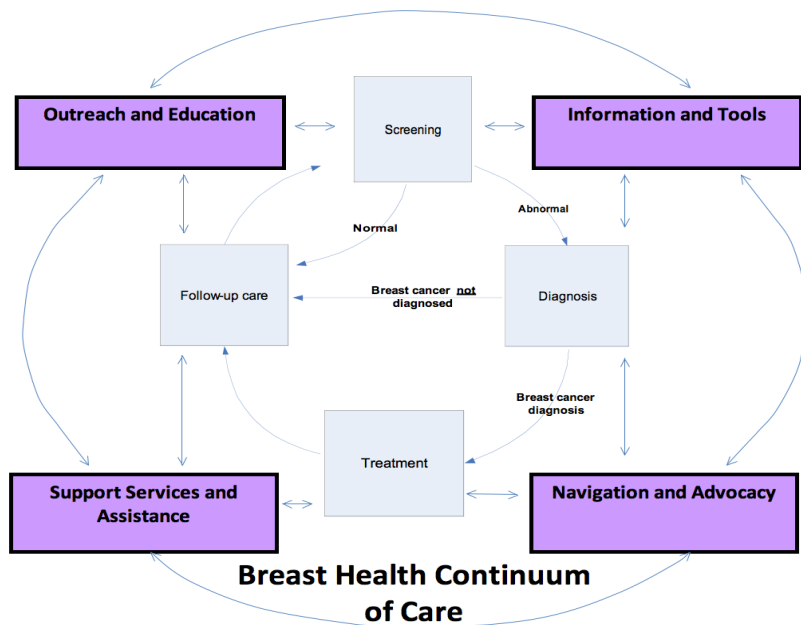 Outreach and Education
Screening
Information and Tools
Abnormal
Normal
Follow-up care
Breast cancer not
diagnosed
Diagnosis
Breast cancer
diagnosis
Treatment
Support Services and
Assistance
Navigation and Advocacy
Breast Health Continuum
of Care